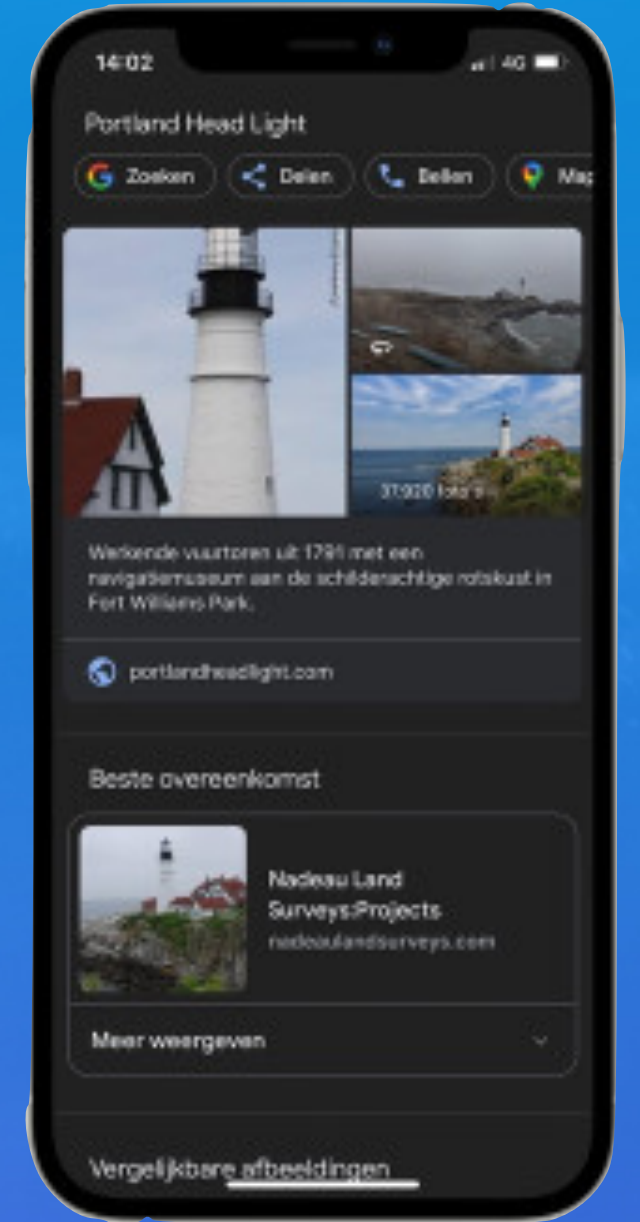 14:02
4G
Portland Head Light
Zoeken
Delen
Bellen
Map
37.920 foto's
Werkende vuurtoren uit 1791 met een
navigatiemuseum aan de schilderachtige rotskust in
Fort Williams Park.
portlandheadlight.com
Beste overeenkomst
Nadeau Land
Surveys:Projects
nadeaulandsurveys.com
Meer weergeven
Vergelijkbare afbeeldingen